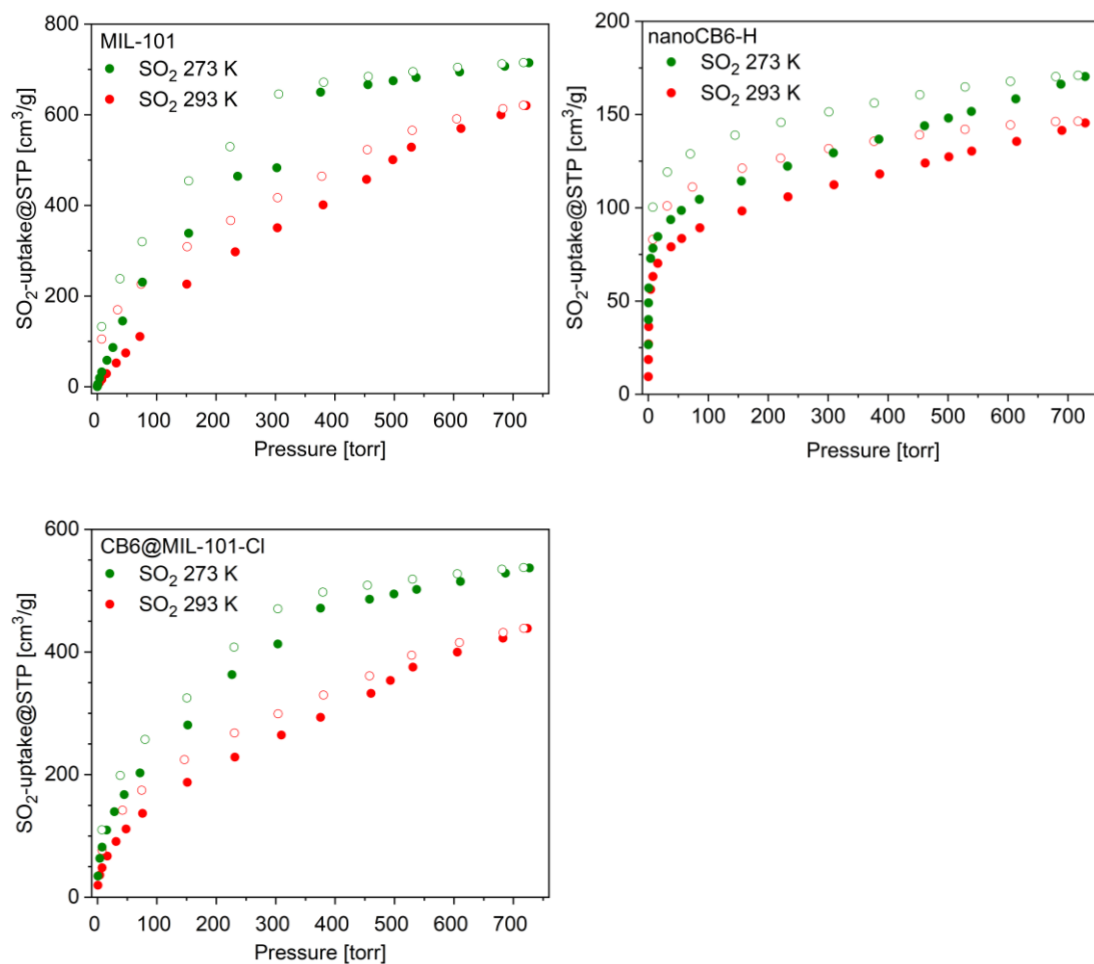 MIL-101
SO₂ 273 K
SO₂ 293 K
SO₂-uptake@STP [cm³/g]
800
600
400
200
0
0 100 200 300 400 500 600 700
Pressure [torr]
nanoCB6-H
SO₂ 273 K
SO₂ 293 K
SO₂-uptake@STP [cm³/g]
200
150
100
50
0
0 100 200 300 400 500 600 700
Pressure [torr]
CB6@MIL-101-Cl
SO₂ 273 K
SO₂ 293 K
SO₂-uptake@STP [cm³/g]
600
400
200
0
0 100 200 300 400 500 600 700
Pressure [torr]